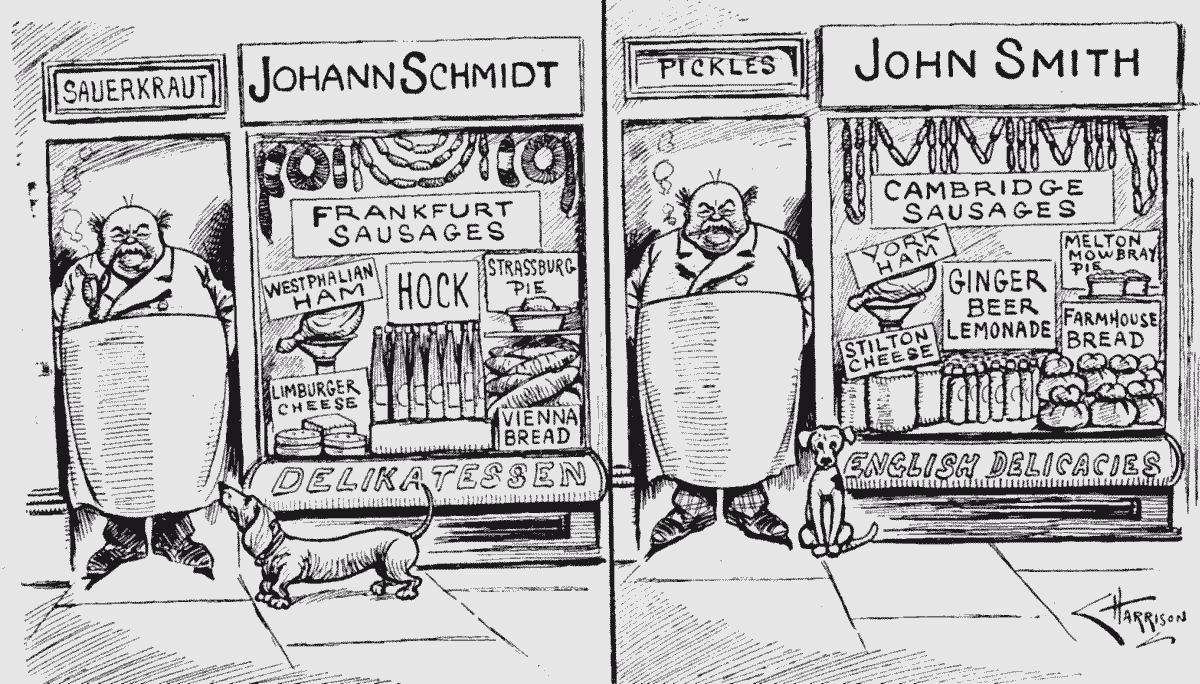 SAUERKRAUT
JOHANN SCHMIDT
FRANKFURT
SAUSAGES
WESTPHALIAN
HAM
HOCK
STRASSBURG
PIE
LIMBURGER
CHEESE
VIENNA
BREAD
DELIKATESSEN
PICKLES
JOHN SMITH
CAMBRIDGE
SAUSAGES
YORK
HAM
GINGER
BEER
LEMONADE
MELTON
MOWBRAY
PIE
FARMHOUSE
BREAD
STILTON
CHEESE
ENGLISH DELICACIES
HARRISON